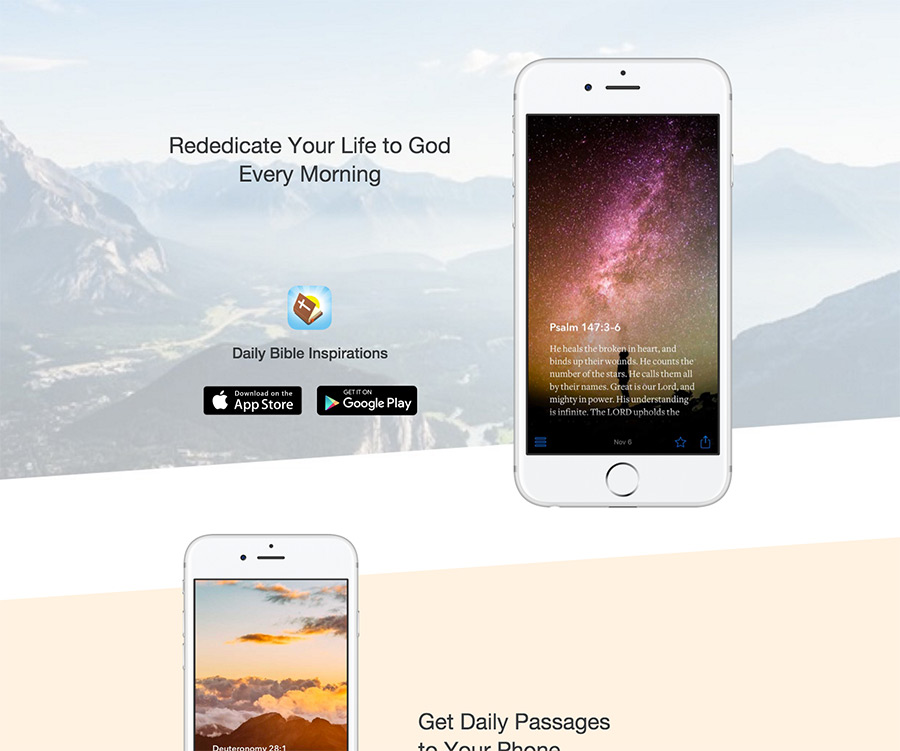 Rededicate Your Life to God
Every Morning
Daily Bible Inspirations
Download on the
App Store
GET IT ON
Google Play
Psalm 147:3-6
He heals the broken in heart, and
binds up their wounds. He counts the
number of the stars. He calls them all
by their names. Great is our Lord, and
mighty in power. His understanding
is infinite. The LORD upholds the
Nov 6
Deuteronomy 28:1
Get Daily Passages
to Your Phone